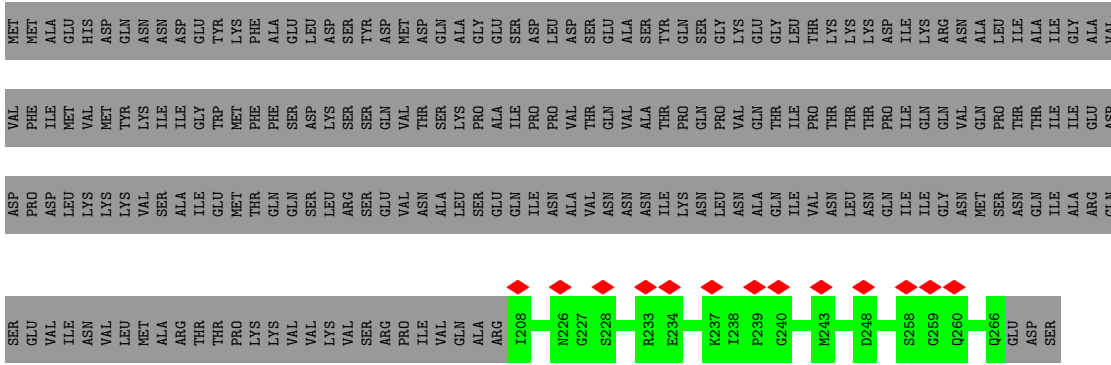 MET MET ALA GLU HIS ASP GLN ASN ASN ASP GLU TYR LYS PHE ALA GLU LEU ASP SER TYR ASP MET ASP GLN ALA GLY GLU SER ASP LEU ASP SER GLU ALA SER TYR GLN SER GLY LYS GLU GLY LEU THR LYS LYS LYS ASP ILE LYS ARG ASN ALA LEU ILE ALA ILE GLY ALA VAL
VAL PHE ILE MET VAL MET TYR LYS ILE ILE GLY TRP MET PHE PHE SER ASP LYS SER SER GLN VAL THR SER LYS PRO ALA ILE PRO PRO VAL THR GLN VAL ALA THR PRO GLN PRO VAL GLN THR ILE PRO THR THR THR PRO ILE GLN GLN VAL GLN PRO THR THR ILE ILE GLU ASP
ASP PRO ASP LEU LYS LYS LYS VAL SER ALA ILE GLU MET THR GLN GLN SER LEU ARG SER GLU VAL ASN ALA LEU SER GLU GLN ILE ASN ALA VAL ASN ASN ASN ILE LYS ASN LEU ASN ALA GLN ILE VAL ASN LEU ASN GLN ILE ILE GLY ASN MET SER ASN GLN ILE ALA ARG GLN
SER GLU VAL ILE ASN VAL LEU MET ALA ARG THR THR PRO LYS LYS VAL VAL LYS VAL SER ARG PRO ILE VAL GLN ALA ARG I208 N226 G227 S228 R233 E234 K237 I238 P239 G240 M243 D248 S258 G259 Q260 Q266 GLU ASP SER